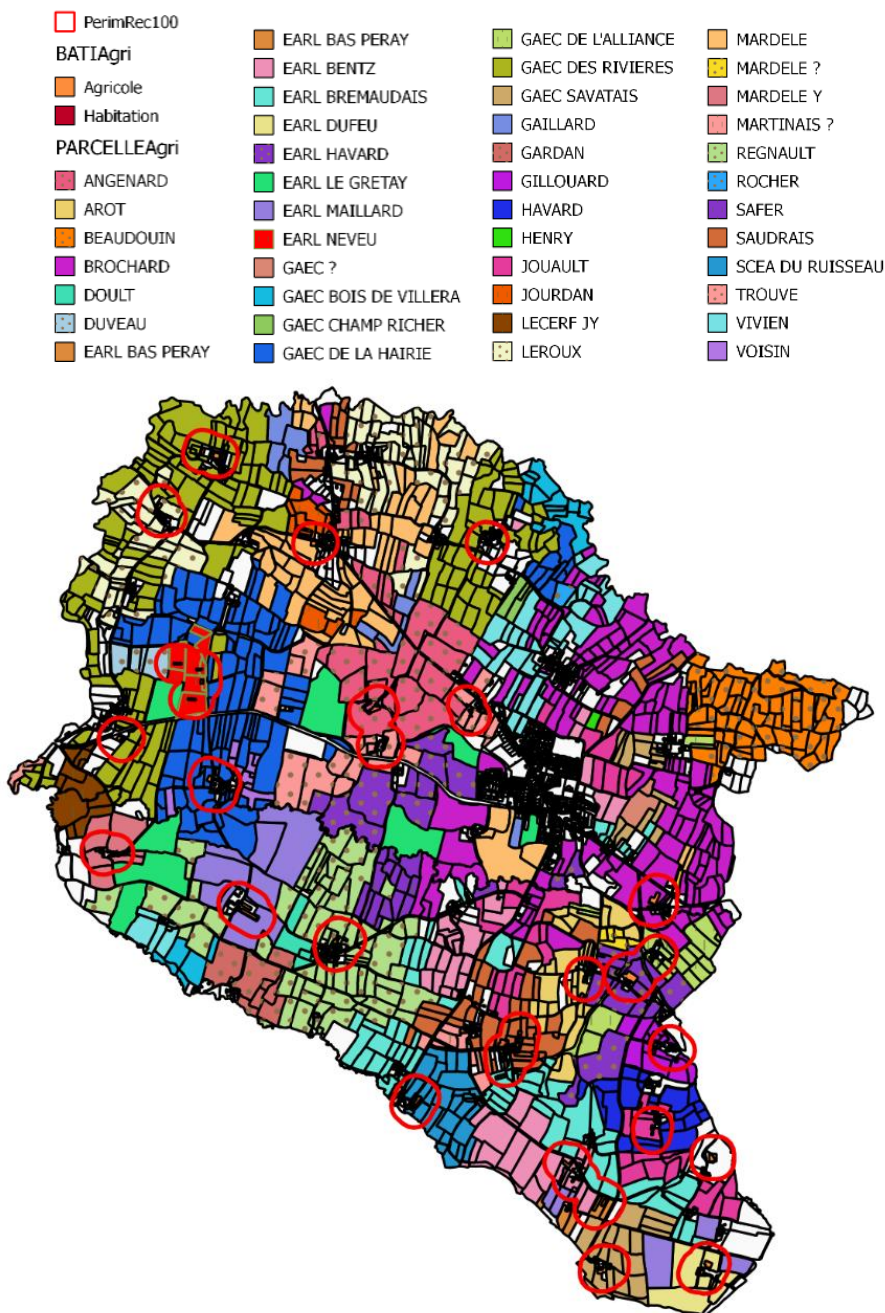 PerimRec100
BATIAgri
Agricole
Habitation
PARCELLEAgri
ANGENARD
AROT
BEAUDOUIN
BROCHARD
DOULT
DUVEAU
EARL BAS PERAY
EARL BAS PERAY
EARL BENTZ
EARL BREMAUDAIS
EARL DUFEU
EARL HAVARD
EARL LE GRETAY
EARL MAILLARD
EARL NEVEU
GAEC ?
GAEC BOIS DE VILLERA
GAEC CHAMP RICHER
GAEC DE LA HAIRIE
GAEC DE L'ALLIANCE
GAEC DES RIVIERES
GAEC SAVATAIS
GAILLARD
GARDAN
GILLOUARD
HAVARD
HENRY
JOUAULT
JOURDAN
LECERF JY
LEROUX
MARDELE
MARDELE ?
MARDELE Y
MARTINAIS ?
REGNAULT
ROCHER
SAFER
SAUDRAIS
SCEA DU RUISSEAU
TROUVE
VIVIEN
VOISIN